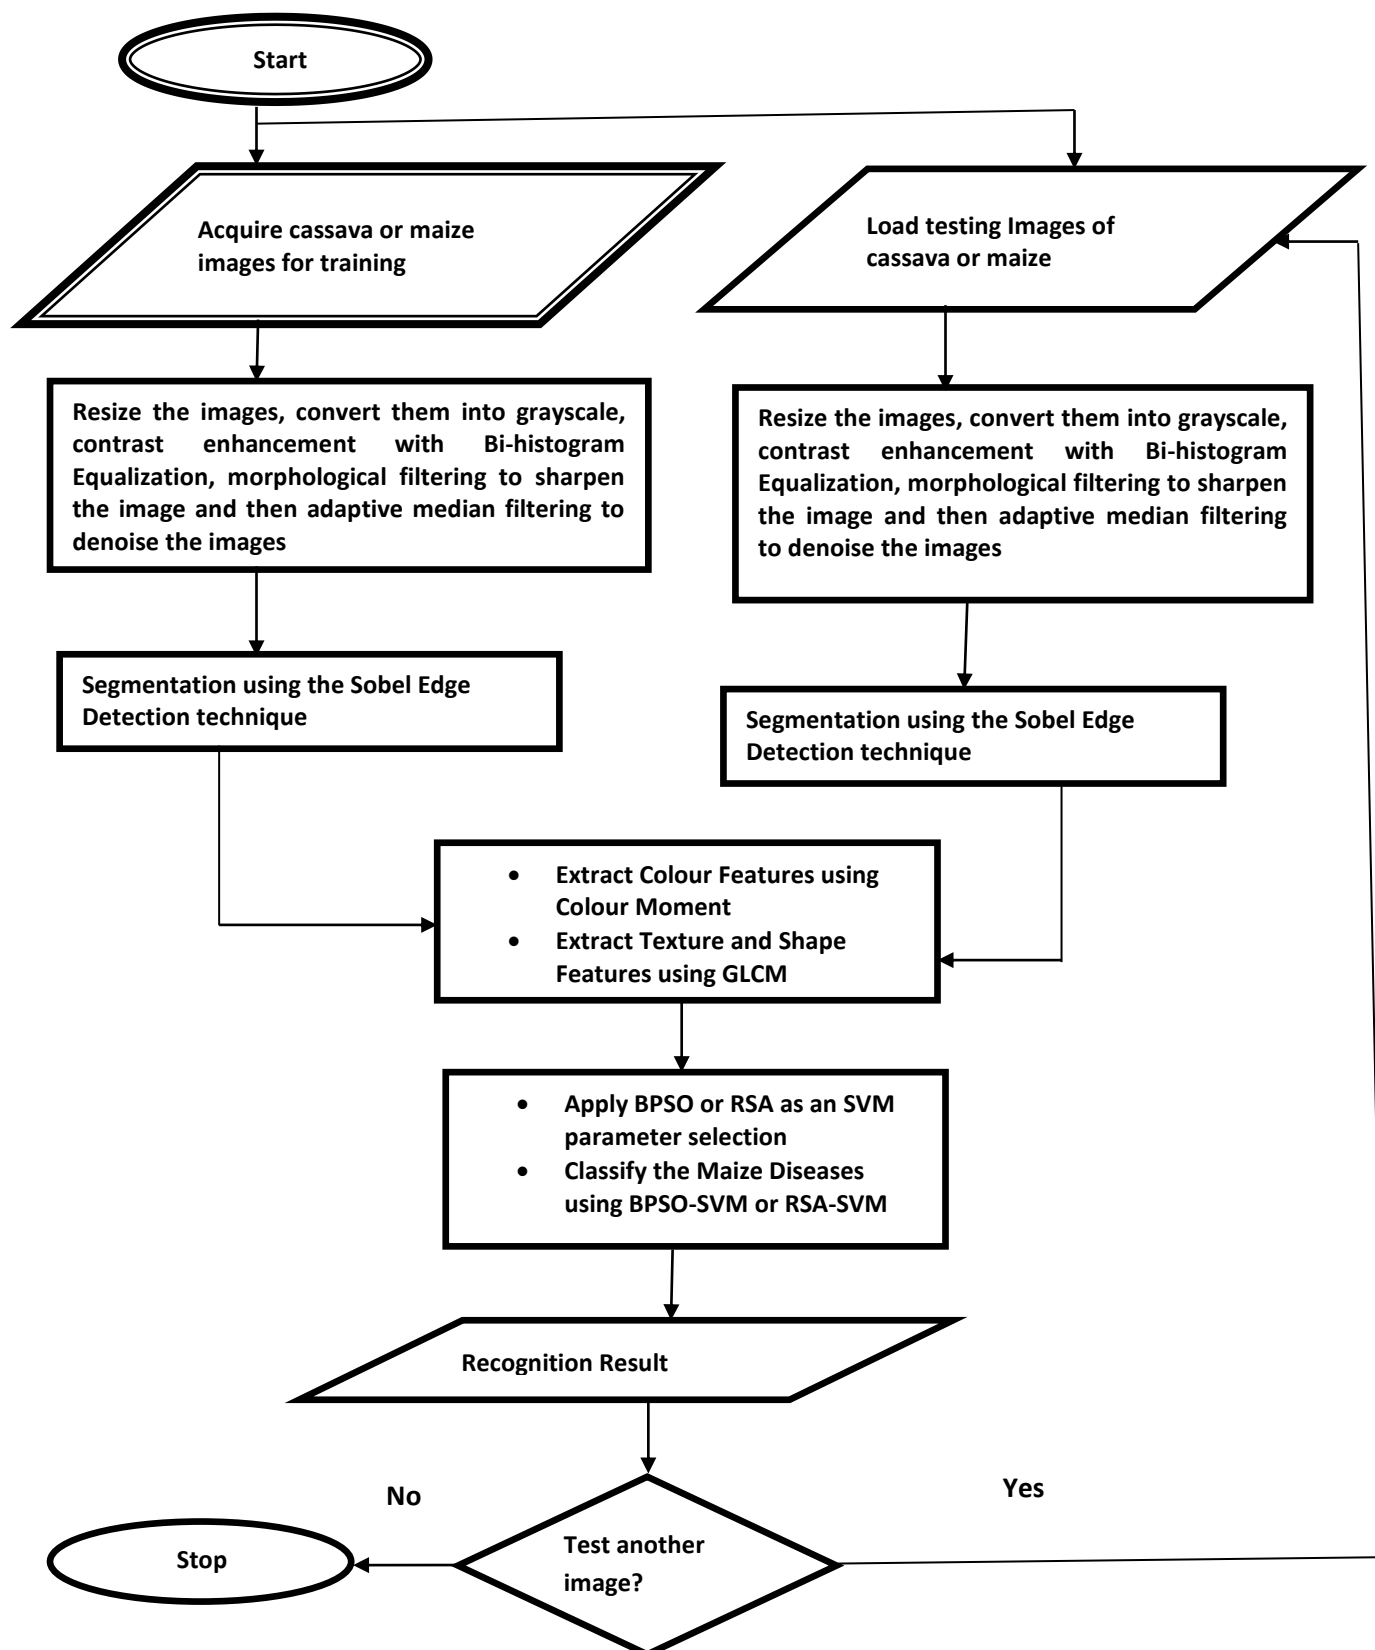 Start
Acquire cassava or maize
images for training
Load testing Images of
cassava or maize
Resize the images, convert them into grayscale,
contrast enhancement with Bi-histogram
Equalization, morphological filtering to sharpen
the image and then adaptive median filtering to
denoise the images
Resize the images, convert them into grayscale,
contrast enhancement with Bi-histogram
Equalization, morphological filtering to sharpen
the image and then adaptive median filtering
to denoise the images
Segmentation using the Sobel Edge
Detection technique
Segmentation using the Sobel Edge
Detection technique
• Extract Colour Features using
Colour Moment
• Extract Texture and Shape
Features using GLCM
• Apply BPSO or RSA as an SVM
parameter selection
• Classify the Maize Diseases
using BPSO-SVM or RSA-SVM
Recognition Result
No
Yes
Stop
Test another
image?